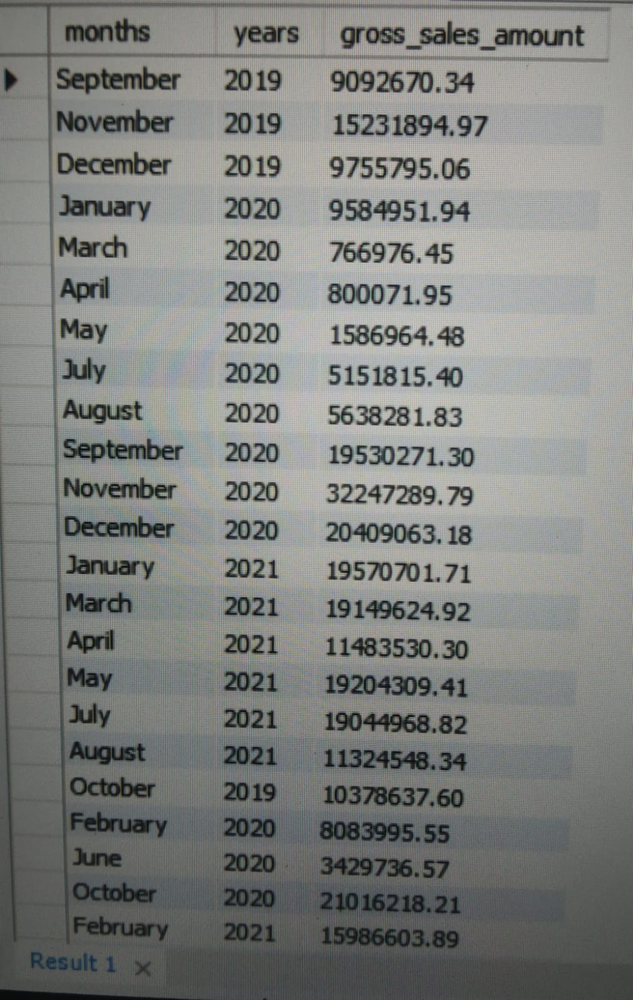 months years gross_sales_amount
September 2019 9092670.34
November 2019 15231894.97
December 2019 9755795.06
January 2020 9584951.94
March 2020 766976.45
April 2020 800071.95
May 2020 1586964.48
July 2020 5151815.40
August 2020 5638281.83
September 2020 19530271.30
November 2020 32247289.79
December 2020 20409063.18
January 2021 19570701.71
March 2021 19149624.92
April 2021 11483530.30
May 2021 19204309.41
July 2021 19044968.82
August 2021 11324548.34
October 2019 10378637.60
February 2020 8083995.55
June 2020 3429736.57
October 2020 21016218.21
February 2021 15986603.89
Result 1